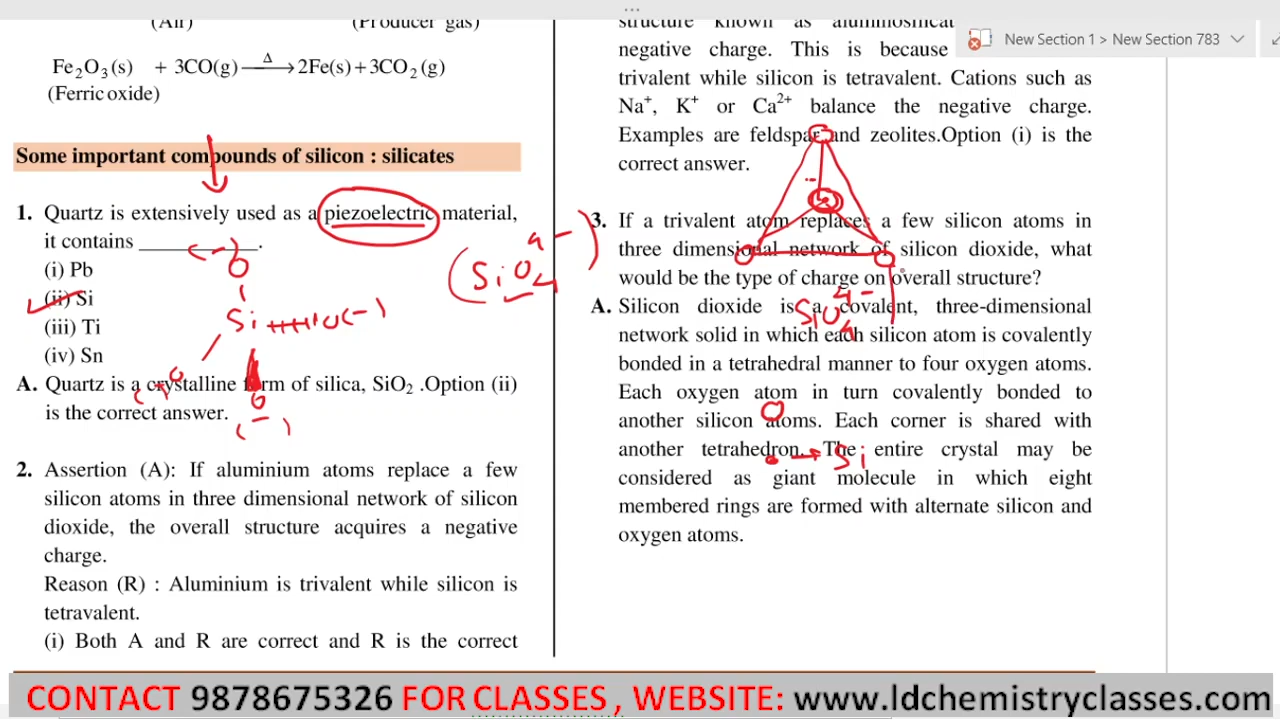 (Air) (Producer gas)
Fe2O3(s) + 3CO(g) —Δ→ 2Fe(s)+3CO2(g)
(Ferric oxide)
Some important compounds of silicon : silicates
1. Quartz is extensively used as a piezoelectric material,
it contains __________.
(i) Pb
(ii) Si
(iii) Ti
(iv) Sn
A. Quartz is a crystalline form of silica, SiO2 .Option (ii)
is the correct answer.
2. Assertion (A): If aluminium atoms replace a few
silicon atoms in three dimensional network of silicon
dioxide, the overall structure acquires a negative
charge.
Reason (R) : Aluminium is trivalent while silicon is
tetravalent.
(i) Both A and R are correct and R is the correct
(-)
O
Si O(-)
O
(-)
O
(-)
(SiO4 4-)
structure known as
negative charge. This is because
trivalent while silicon is tetravalent. Cations such as
Na+, K+ or Ca2+ balance the negative charge.
Examples are feldspar and zeolites.Option (i) is the
correct answer.
3. If a trivalent atom replaces a few silicon atoms in
three dimensional network of silicon dioxide, what
would be the type of charge on overall structure?
A. Silicon dioxide is a covalent, three-dimensional
network solid in which each silicon atom is covalently
bonded in a tetrahedral manner to four oxygen atoms.
Each oxygen atom in turn covalently bonded to
another silicon atoms. Each corner is shared with
another tetrahedron. The entire crystal may be
considered as giant molecule in which eight
membered rings are formed with alternate silicon and
oxygen atoms.
SiO4 4-
O
• → Si
New Section 1 > New Section 783
CONTACT 9878675326 FOR CLASSES , WEBSITE: www.ldchemistryclasses.com